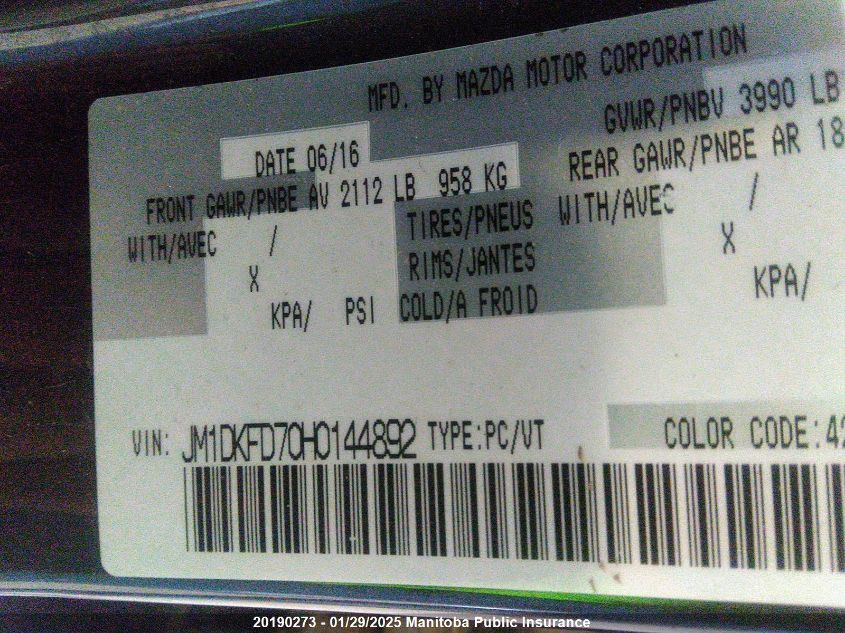 MFD. BY MAZDA MOTOR CORPORATION
DATE 06/16
GVWR/PNBV 3990 LB
FRONT GAWR/PNBE AV 2112 LB 958 KG
REAR GAWR/PNBE AR 18
WITH/AVEC /
TIRES/PNEUS
WITH/AVEC /
X
RIMS/JANTES
X
KPA/ PSI
COLD/A FROID
KPA/
VIN: JM1DKFD70H0144892 TYPE:PC/VT
COLOR CODE:42
20190273 - 01/29/2025 Manitoba Public Insurance